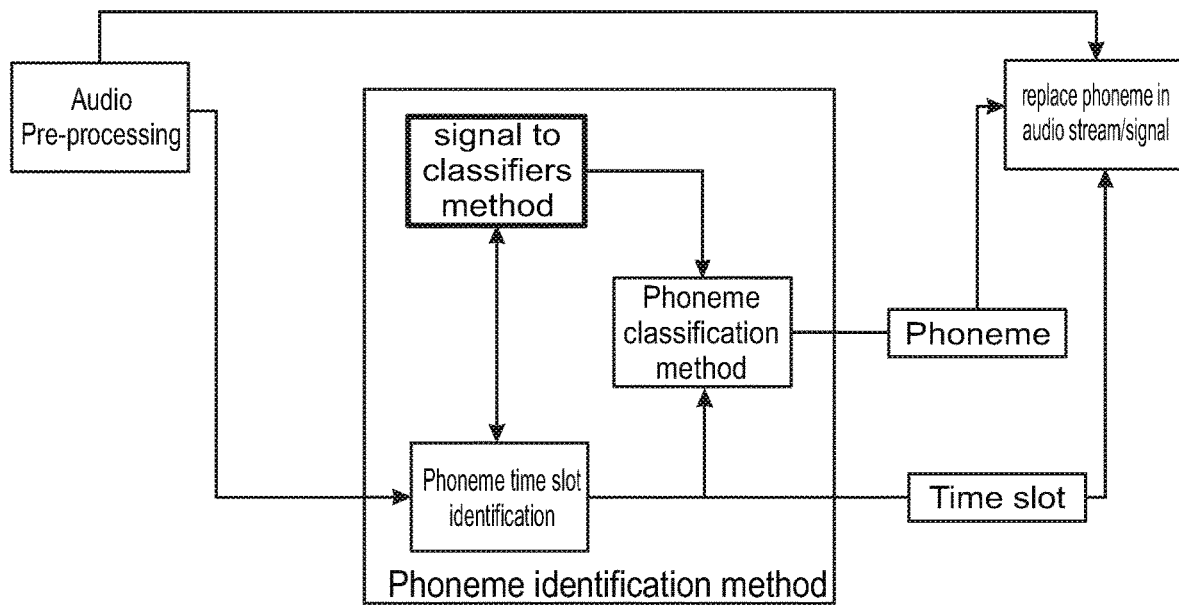 Audio
Pre-processing
replace phoneme in
audio stream/signal
signal to
classifiers
method
Phoneme
classification
method
Phoneme
Phoneme time slot
identification
Time slot
Phoneme identification method